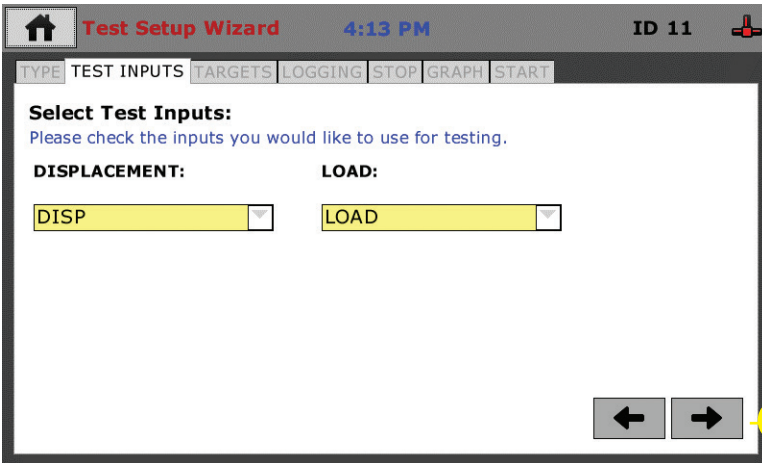 Test Setup Wizard 4:13 PM ID 11
TYPE TEST INPUTS TARGETS LOGGING STOP GRAPH START
Select Test Inputs:
Please check the inputs you would like to use for testing.
DISPLACEMENT: LOAD:
DISP LOAD